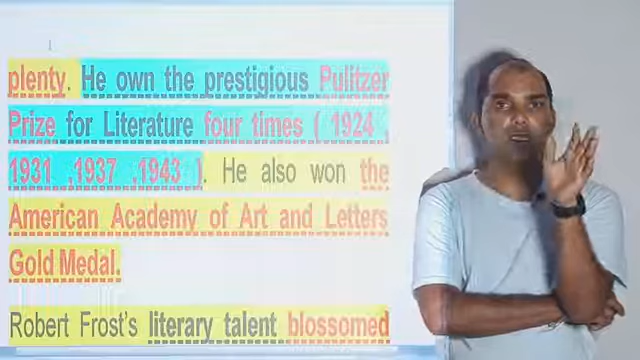 plenty. He own the prestigious Pulitzer
Prize for Literature four times ( 1924 ,
1931 ,1937 .1943 ). He also won the
American Academy of Art and Letters
Gold Medal.
Robert Frost's literary talent blossomed